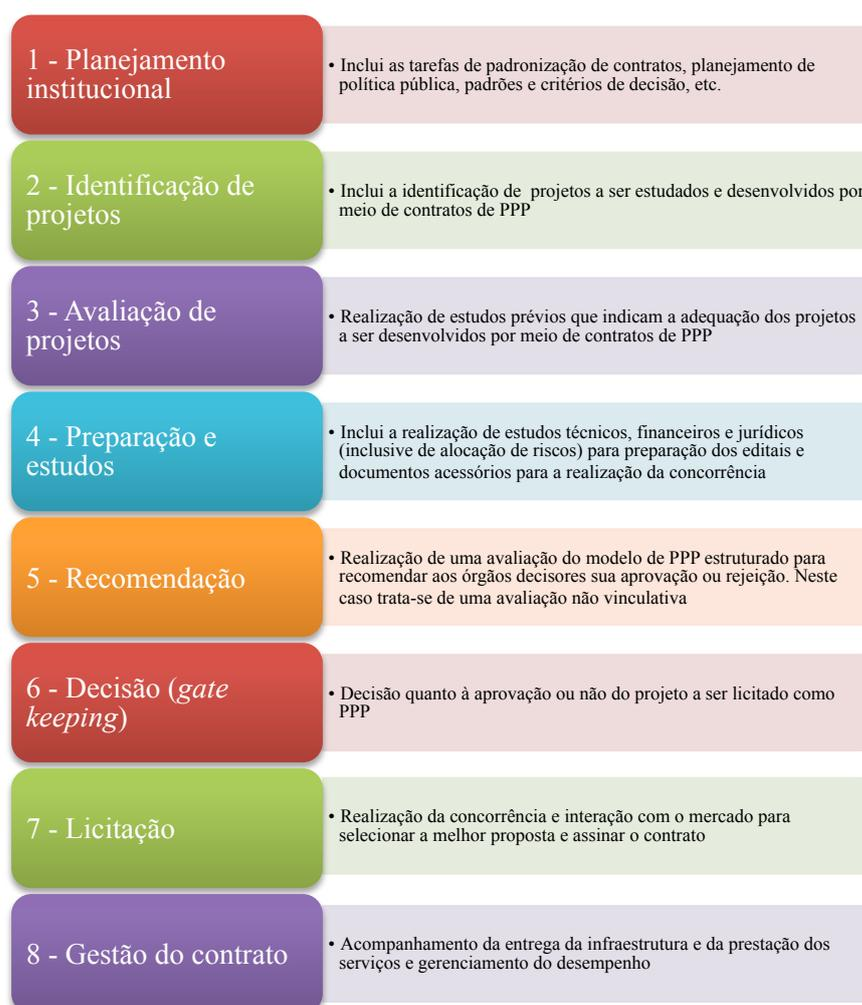 1 - Planejamento
institucional
• Inclui as tarefas de padronização de contratos, planejamento de
política pública, padrões e critérios de decisão, etc.
2 - Identificação de
projetos
• Inclui a identificação de projetos a ser estudados e desenvolvidos por
meio de contratos de PPP
3 - Avaliação de
projetos
• Realização de estudos prévios que indicam a adequação dos projetos
a ser desenvolvidos por meio de contratos de PPP
4 - Preparação e
estudos
• Inclui a realização de estudos técnicos, financeiros e jurídicos
(inclusive de alocação de riscos) para preparação dos editais e
documentos acessórios para a realização da concorrência
5 - Recomendação
• Realização de uma avaliação do modelo de PPP estruturado para
recomendar aos órgãos decisores sua aprovação ou rejeição. Neste
caso trata-se de uma avaliação não vinculativa
6 - Decisão (gate
keeping)
• Decisão quanto à aprovação ou não do projeto a ser licitado como
PPP
7 - Licitação
• Realização da concorrência e interação com o mercado para
selecionar a melhor proposta e assinar o contrato
8 - Gestão do contrato
• Acompanhamento da entrega da infraestrutura e da prestação dos
serviços e gerenciamento do desempenho